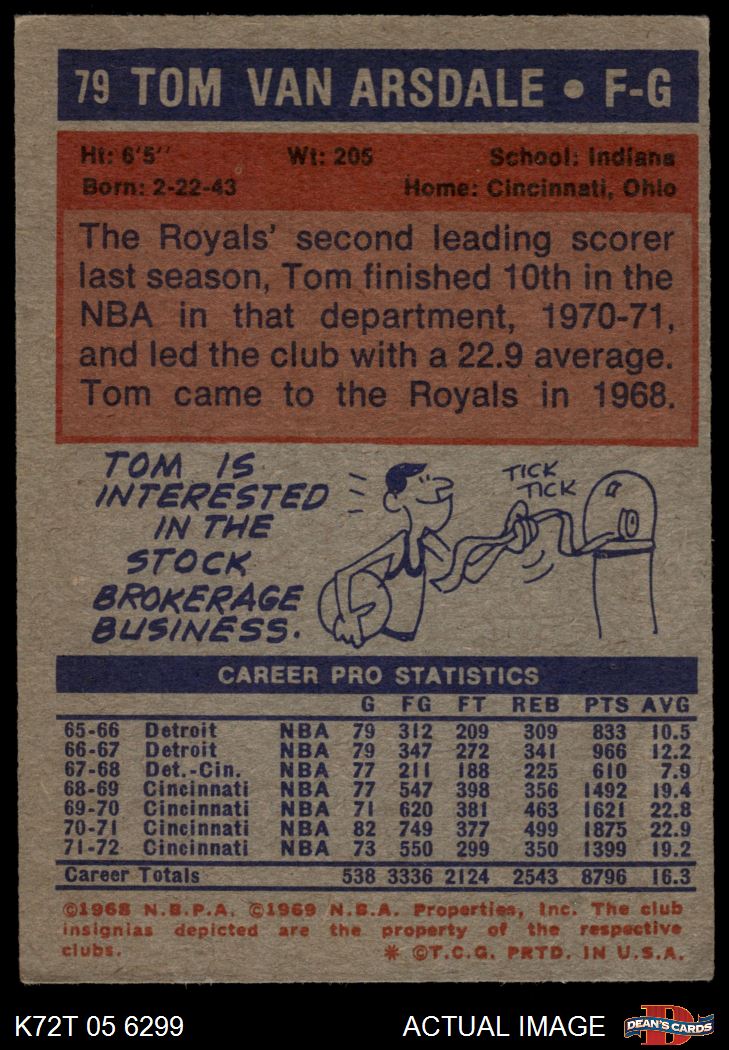 79 TOM VAN ARSDALE • F-G
Ht: 6'5'' Wt: 205 School: Indiana
Born: 2-22-43 Home: Cincinnati, Ohio
The Royals' second leading scorer
last season, Tom finished 10th in the
NBA in that department, 1970-71,
and led the club with a 22.9 average.
Tom came to the Royals in 1968.
TOM IS
INTERESTED
IN THE
STOCK
BROKERAGE
BUSINESS.
TICK
TICK
CAREER PRO STATISTICS
G FG FT REB PTS AVG
65-66 Detroit NBA 79 312 209 309 833 10.5
66-67 Detroit NBA 79 347 272 341 966 12.2
67-68 Det.-Cin. NBA 77 211 188 225 610 7.9
68-69 Cincinnati NBA 77 547 398 356 1492 19.4
69-70 Cincinnati NBA 71 620 381 463 1621 22.8
70-71 Cincinnati NBA 82 749 377 499 1875 22.9
71-72 Cincinnati NBA 73 550 299 350 1399 19.2
Career Totals 538 3336 2124 2543 8796 16.3
©1968 N.B.P.A. ©1969 N.B.A. Properties, Inc. The club
insignias depicted are the property of the respective
clubs. * ©T.C.G. PRTD. IN U.S.A.
K72T 05 6299 ACTUAL IMAGE
DEAN'S CARDS